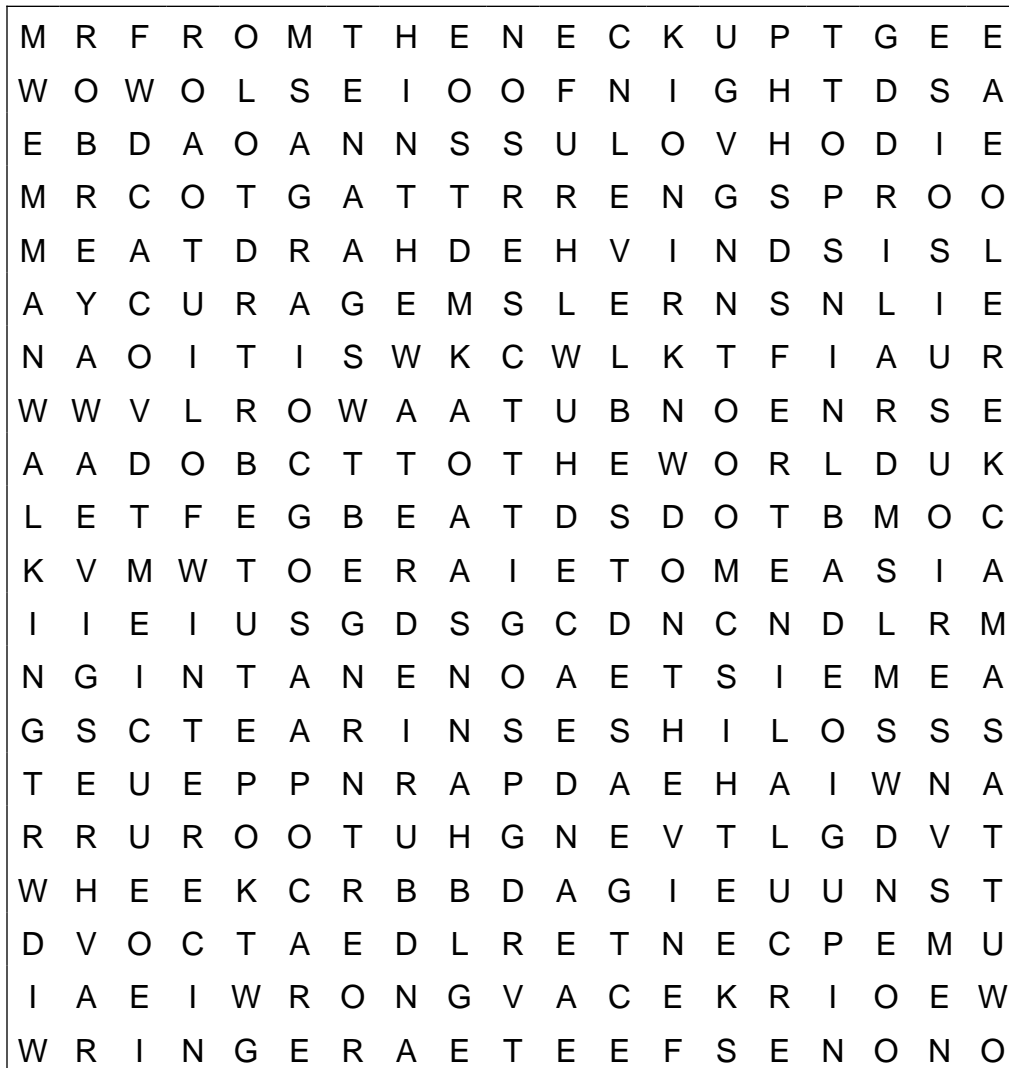 M R F R O M T H E N E C K U P T G E E
W O W O L S E I O O F N I G H T D S A
E B D A O A N N S S U L O V H O D I E
M R C O T G A T T R R E N G S P R O O
M E A T D R A H D E H V I N D S I S L
A Y C U R A G E M S L E R N S N L I E
N A O I T I S W K C W L K T F I A U R
W W V L R O W A A T U B N O E N R S E
A A D O B C T T O T H E W O R L D U K
L E T F E G B E A T D S D O T B M O C
K V M W T O E R A I E T O M E A S I A
I I E I U S G D S G C D N C N D L R M
N G I N T A N E N O A E T S I E M E A
G S C T E A R I N S E S H I L O S S S
T E U E P P N R A P D A E H A I W N A
R R U R O O T U H G N E V T L G D V T
W H E E K C R B B D A G I E U U N S T
D V O C T A E D L R E T N E C P E M U
I A E I W R O N G V A C E K R I O E W
W R I N G E R A E T E E F S E N O N O